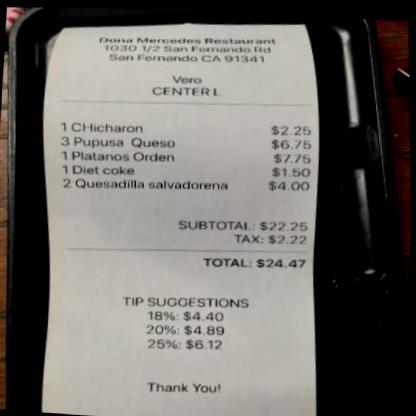 Dona Mercedes Restaurant
1030 1/2 San Fernando Rd
San Fernando CA 91341
Vero
CENTER L
1 CHicharon $2.25
3 Pupusa Queso $6.75
1 Platanos Orden $7.75
1 Diet coke $1.50
2 Quesadilla salvadorena $4.00
SUBTOTAL: $22.25
TAX: $2.22
TOTAL: $24.47
TIP SUGGESTIONS
18%: $4.40
20%: $4.89
25%: $6.12
Thank You!